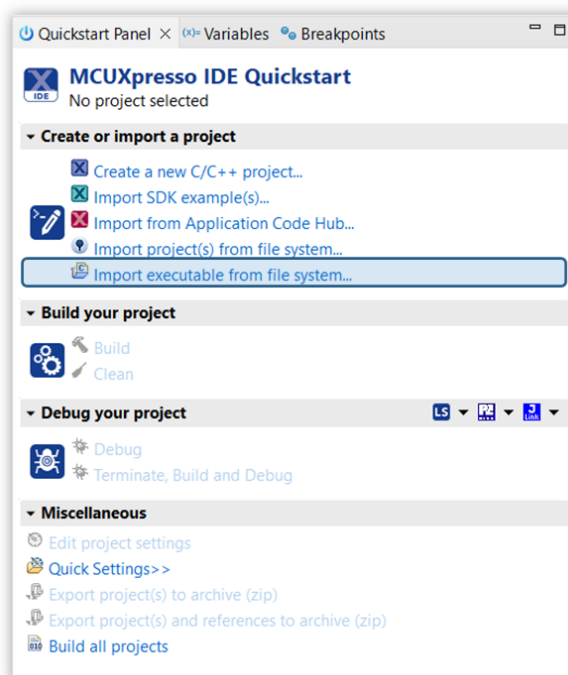 Quickstart Panel (x)= Variables Breakpoints
MCUXpresso IDE Quickstart
IDE
No project selected
Create or import a project
Create a new C/C++ project...
Import SDK example(s)...
Import from Application Code Hub...
Import project(s) from file system...
Import executable from file system...
Build your project
Build
Clean
Debug your project LS PE Link
Debug
Terminate, Build and Debug
Miscellaneous
Edit project settings
Quick Settings>>
Export project(s) to archive (zip)
Export project(s) and references to archive (zip)
010 Build all projects